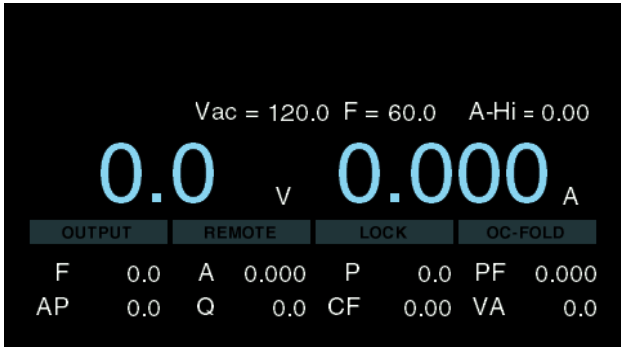 Vac = 120.0 F = 60.0 A-Hi = 0.00
0.0 V 0.000 A
OUTPUT REMOTE LOCK OC-FOLD
F 0.0 A 0.000 P 0.0 PF 0.000
AP 0.0 Q 0.0 CF 0.00 VA 0.0